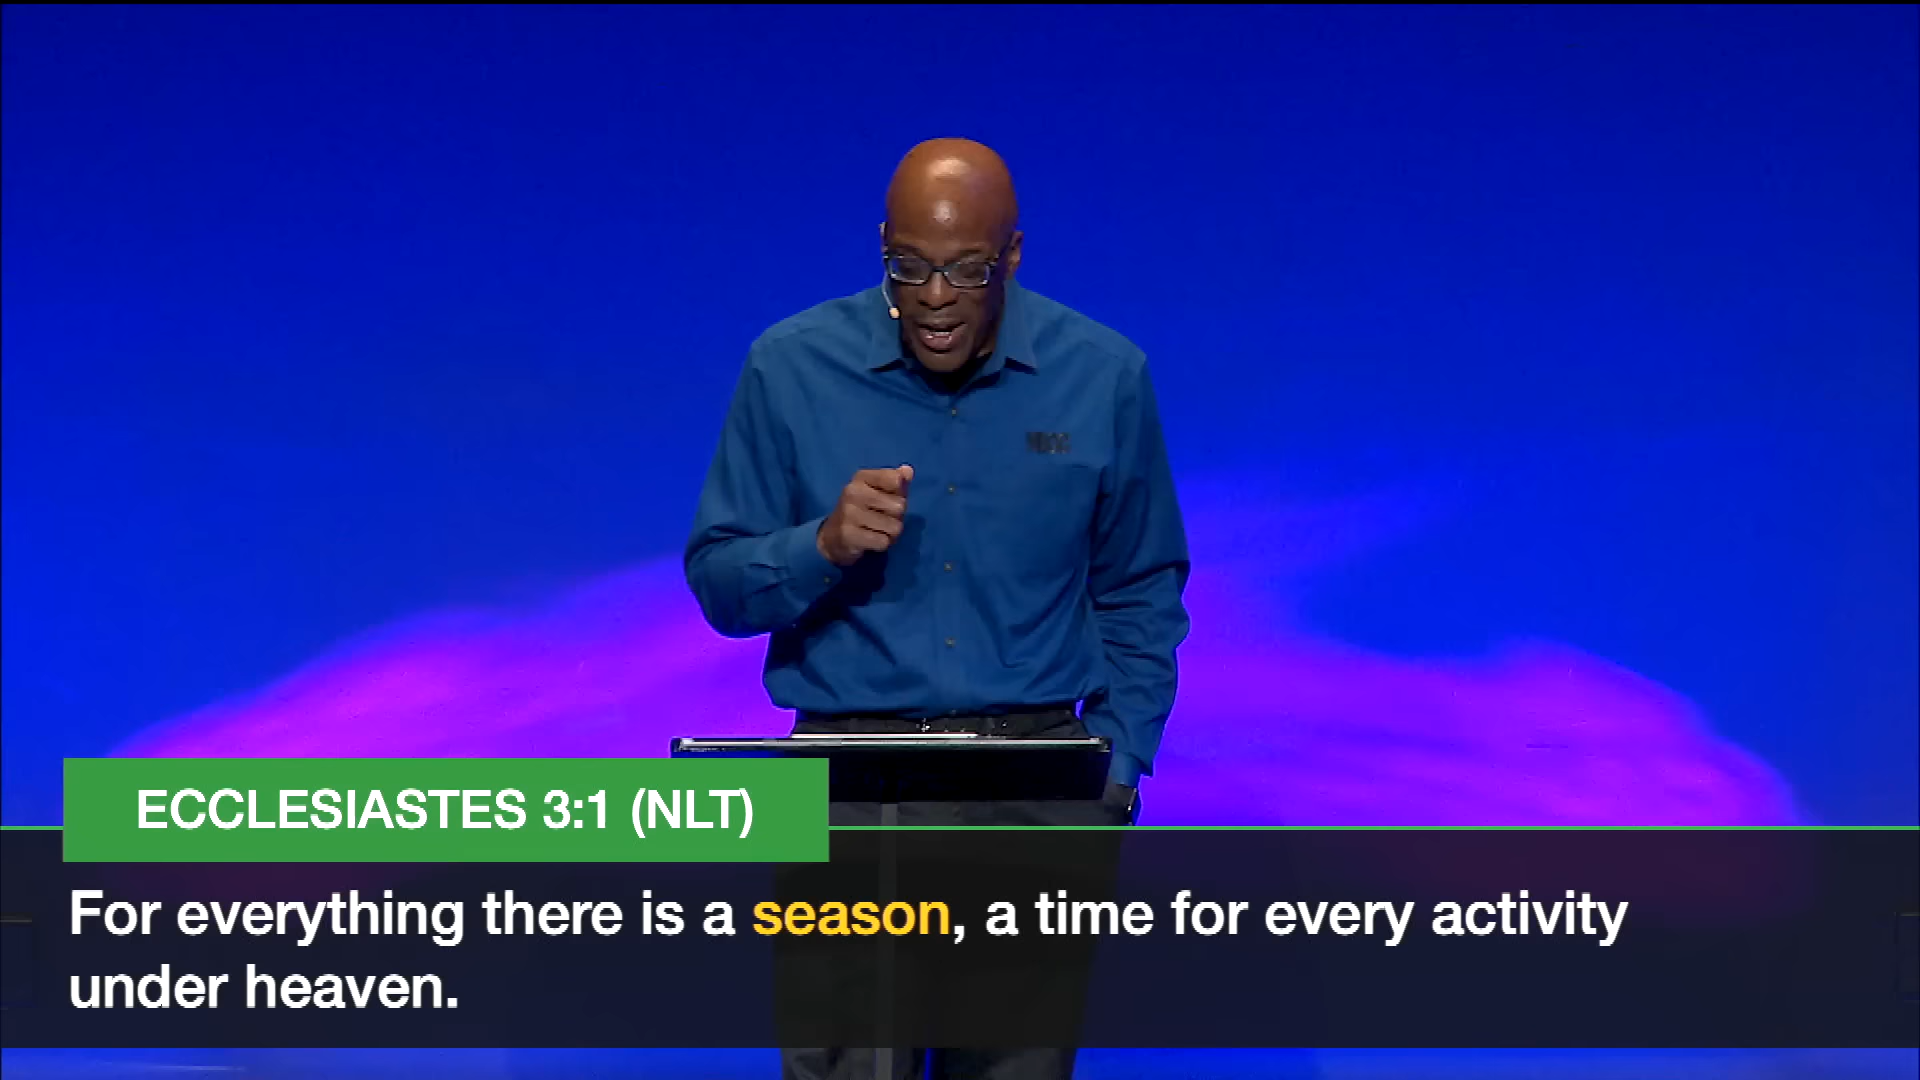 ECCLESIASTES 3:1 (NLT)
For everything there is a season, a time for every activity
under heaven.